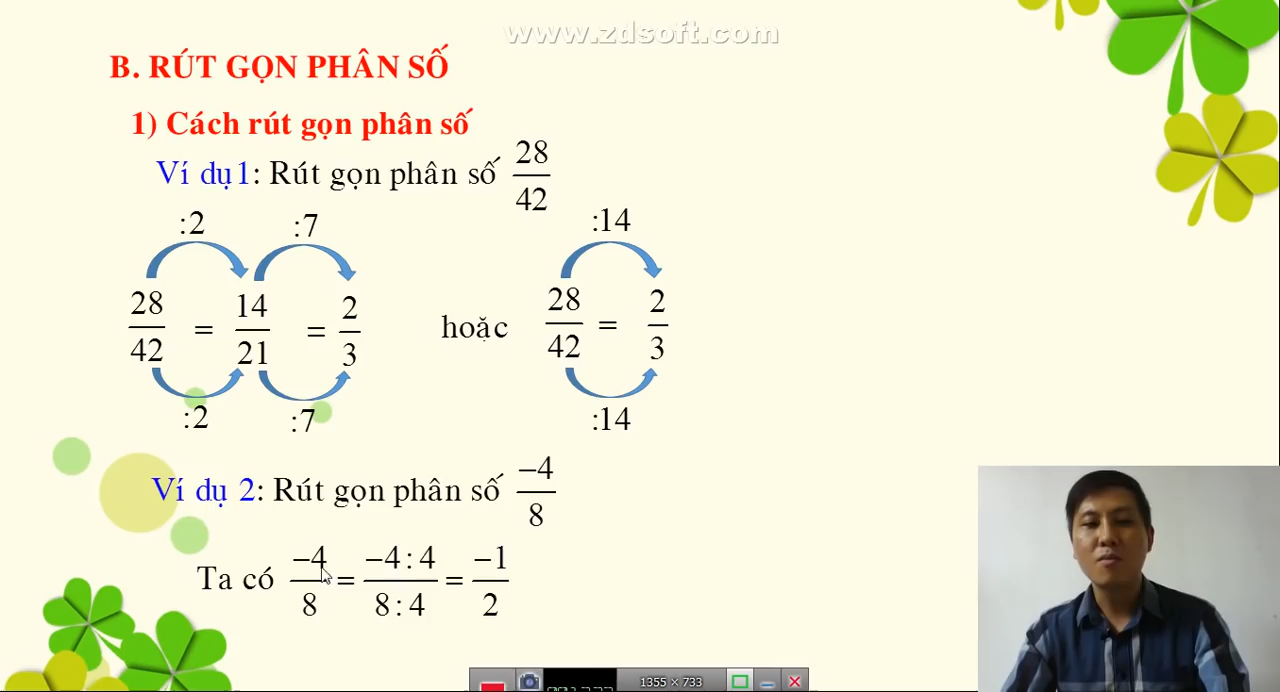 www.zdsoft.com
B. RÚT GỌN PHÂN SỐ
1) Cách rút gọn phân số
Ví dụ1: Rút gọn phân số 28/42
:2 :7 :14
28/42 = 14/21 = 2/3 hoặc 28/42 = 2/3
:2 :7 :14
Ví dụ 2: Rút gọn phân số −4/8
Ta có −4/8 = −4 : 4/8 : 4 = −1/2
1355 × 733